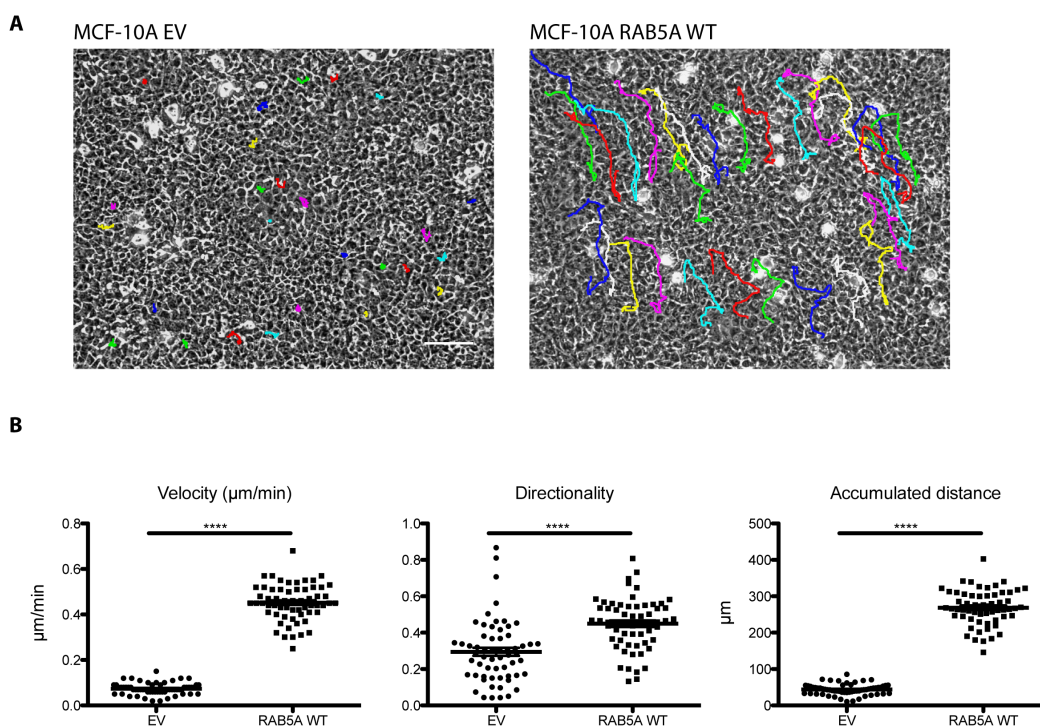 A
MCF-10A EV
MCF-10A RAB5A WT
B
Velocity (µm/min)
µm/min
0.8
0.6
0.4
0.2
0.0
****
EV
RAB5A WT
Directionality
1.0
0.8
0.6
0.4
0.2
0.0
****
EV
RAB5A WT
Accumulated distance
µm
500
400
300
200
100
0
****
EV
RAB5A WT